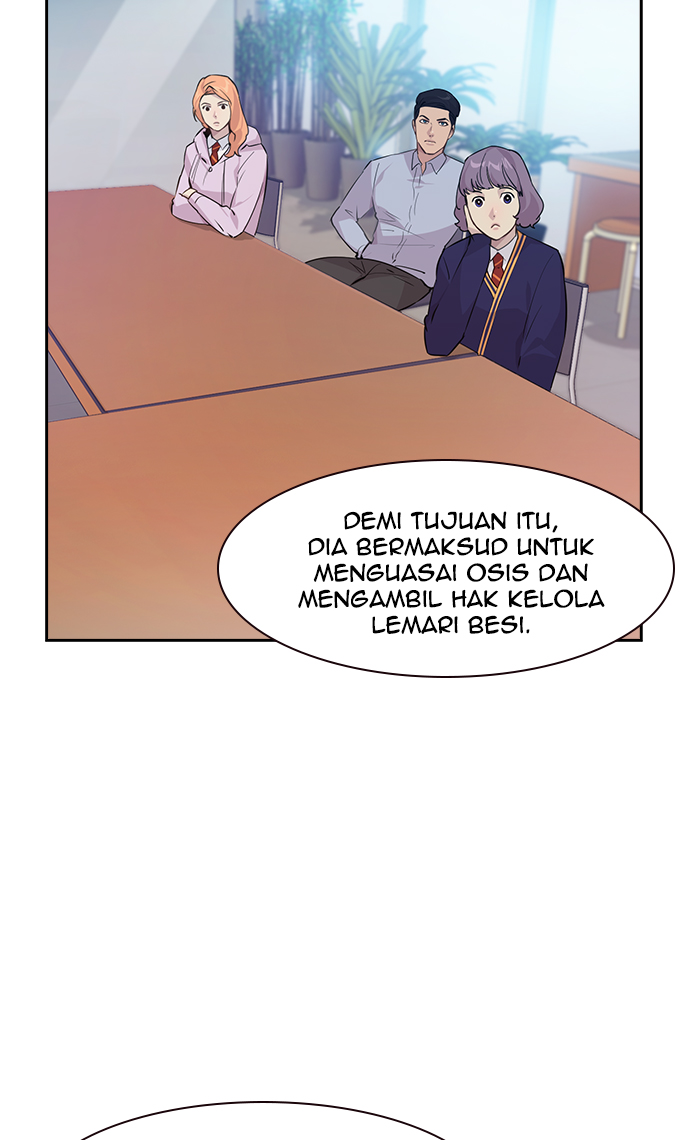 DEMI TUJUAN ITU,
DIA BERMAKSUD UNTUK
MENGUASAI OSIS DAN
MENGAMBIL HAK KELOLA
LEMARI BESI.